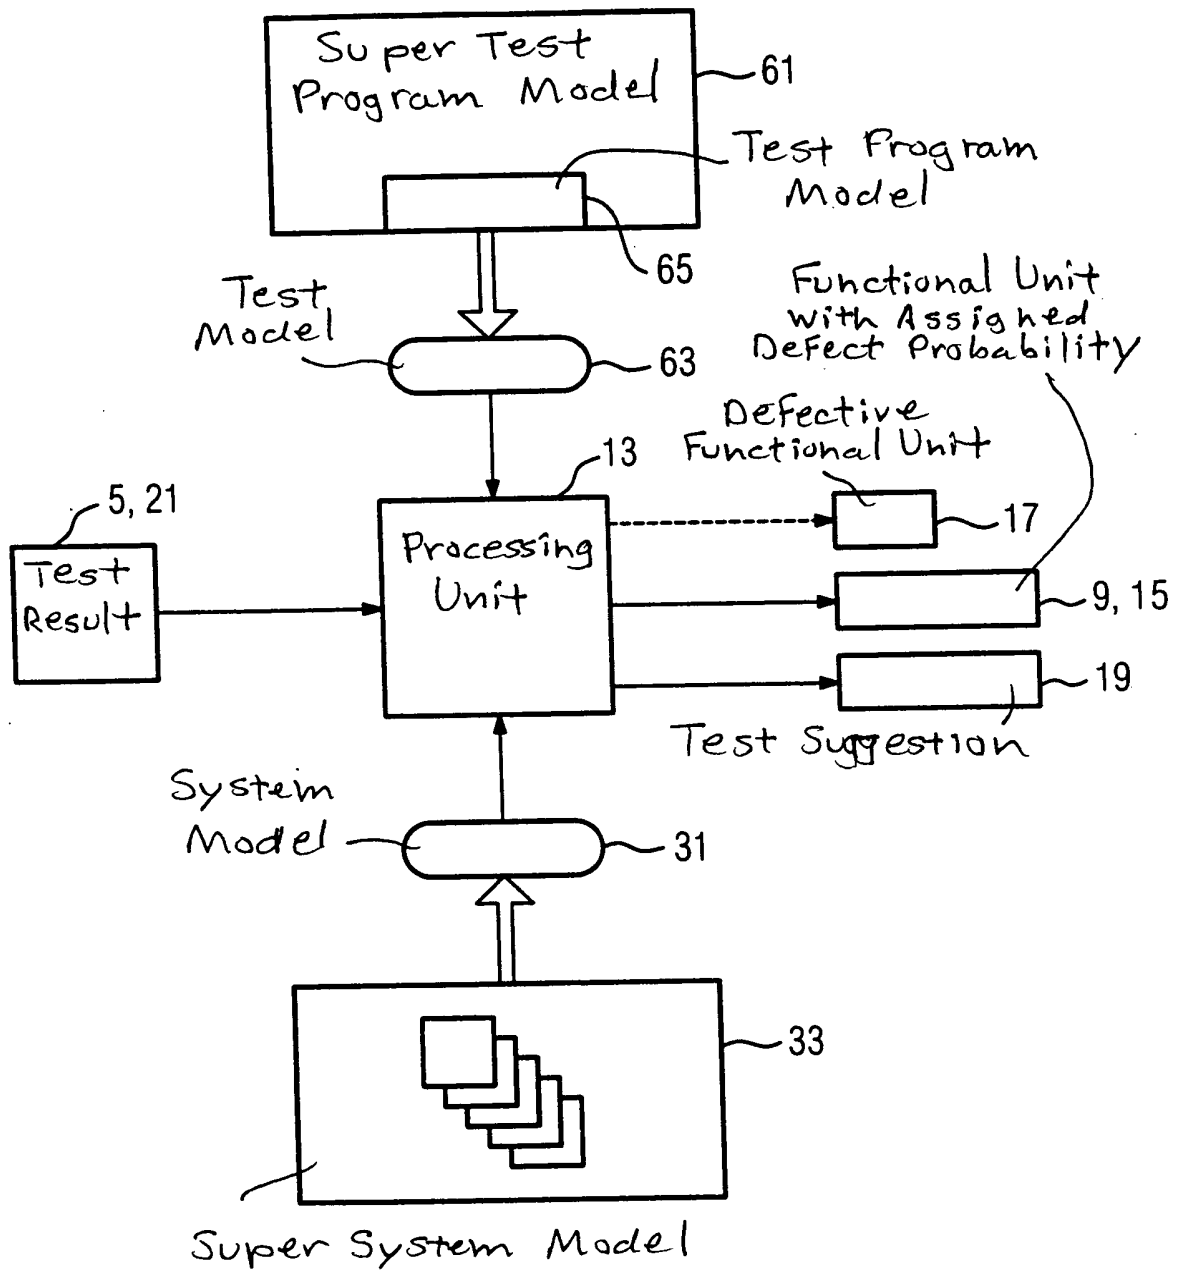 Super Test
Program Model
61
Test Program
Model
65
Test
Model
63
Functional Unit
with Assigned
Defect Probability
Defective
Functional Unit
13
5, 21
17
Test
Result
Processing
Unit
9, 15
19
Test Suggestion
System
Model
31
33
Super System Model